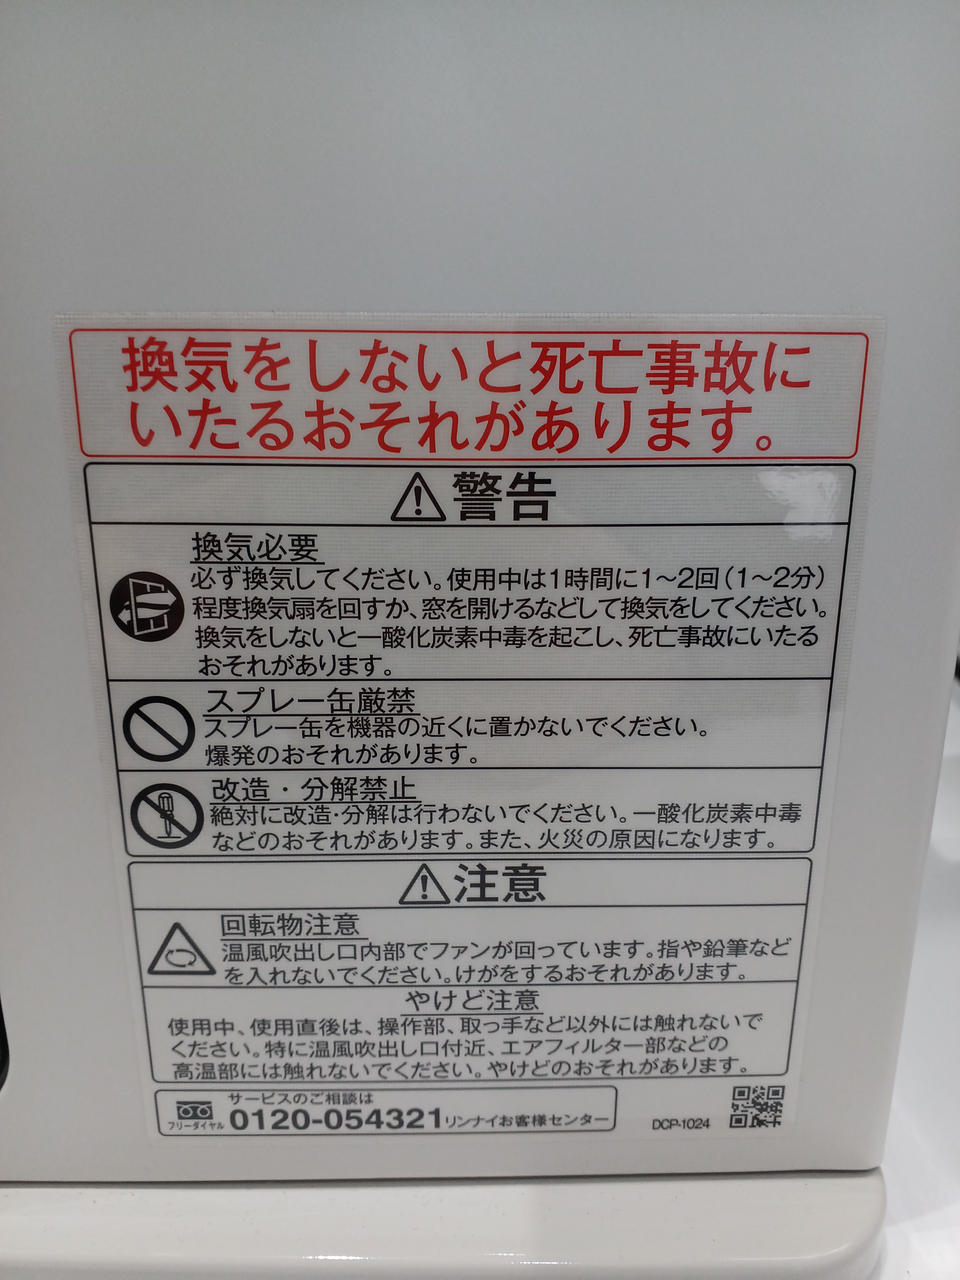 換気をしないと死亡事故に
いたるおそれがあります。
警告
換気必要
必ず換気してください。使用中は1時間に1〜2回(1〜2分)
程度換気扇を回すか、窓を開けるなどして換気をしてください。
換気をしないと一酸化炭素中毒を起こし、死亡事故にいたる
おそれがあります。
スプレー缶厳禁
スプレー缶を機器の近くに置かないでください。
爆発のおそれがあります。
改造・分解禁止
絶対に改造・分解は行わないでください。一酸化炭素中毒
などのおそれがあります。また、火災の原因になります。
注意
回転物注意
温風吹出し口内部でファンが回っています。指や鉛筆など
を入れないでください。けがをするおそれがあります。
やけど注意
使用中、使用直後は、操作部、取っ手など以外には触れないで
ください。特に温風吹出し口付近、エアフィルター部などの
高温部には触れないでください。やけどのおそれがあります。
サービスのご相談は
フリーダイヤル 0120-054321 リンナイお客様センター
DCP-1024